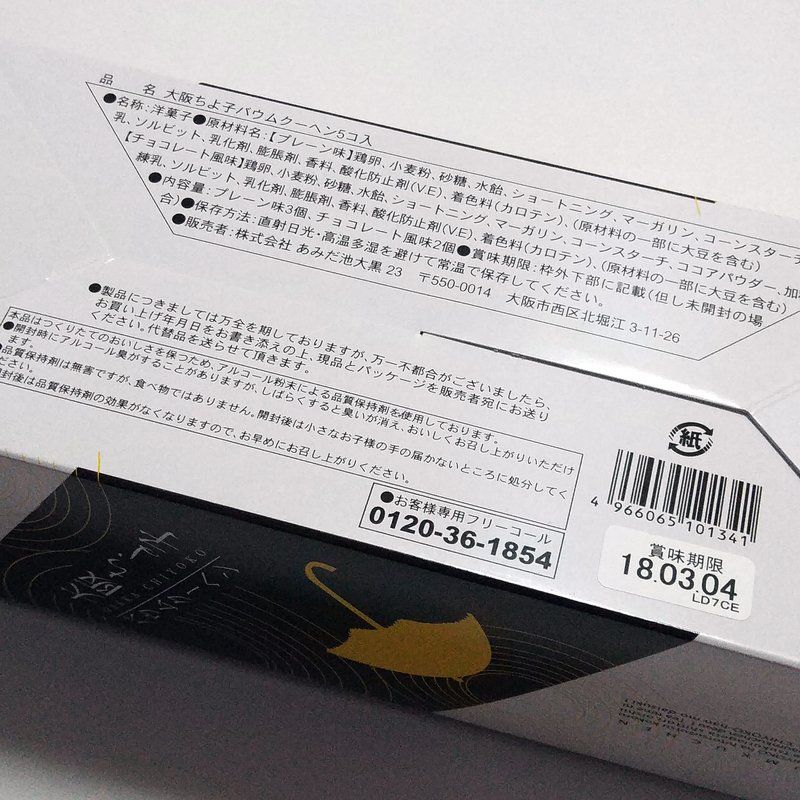 品　名 大阪ちよ子バウムクーヘン5コ入
●名称:洋菓子●原材料名:【プレーン味】鶏卵、小麦粉、砂糖、水飴、ショートニング、マーガリン、コーンスターチ
乳、ソルビット、乳化剤、膨脹剤、香料、酸化防止剤(V.E)、着色料(カロテン)、(原材料の一部に大豆を含む)
【チョコレート風味】鶏卵、小麦粉、砂糖、水飴、ショートニング、マーガリン、コーンスターチ、ココアパウダー、加糖
練乳、ソルビット、乳化剤、膨脹剤、香料、酸化防止剤(V.E)、着色料(カロテン)、(原材料の一部に大豆を含む)
●内容量:プレーン味3個、チョコレート風味2個●賞味期限:枠外下部に記載(但し未開封の場
合)●保存方法:直射日光・高温多湿を避けて常温で保存してください。
●販売者:株式会社 あみだ池大黒 23　〒550-0014　大阪市西区北堀江 3-11-26
●製品につきましては万全を期しておりますが、万一不都合がございましたら、
お買い上げ年月日をお書き添えの上、現品とパッケージを販売者宛にお送り
ください。代替品を送らせて頂きます。
本品はつくりたてのおいしさを保つため、アルコール粉末による品質保持剤を使用しております。
●開封時にアルコール臭がすることがありますが、しばらくすると臭いが消え、おいしくお召し上がりいただけ
ます。
●品質保持剤は無害ですが、食べ物ではありません。開封後は小さなお子様の手の届かないところに処分してく
ださい。
開封後は品質保持剤の効果がなくなりますので、お早めにお召し上がりください。
●お客様専用フリーコール
0120-36-1854
紙
4 966065 101341
賞味期限
18.03.04
LD7CE
CHIYOKO